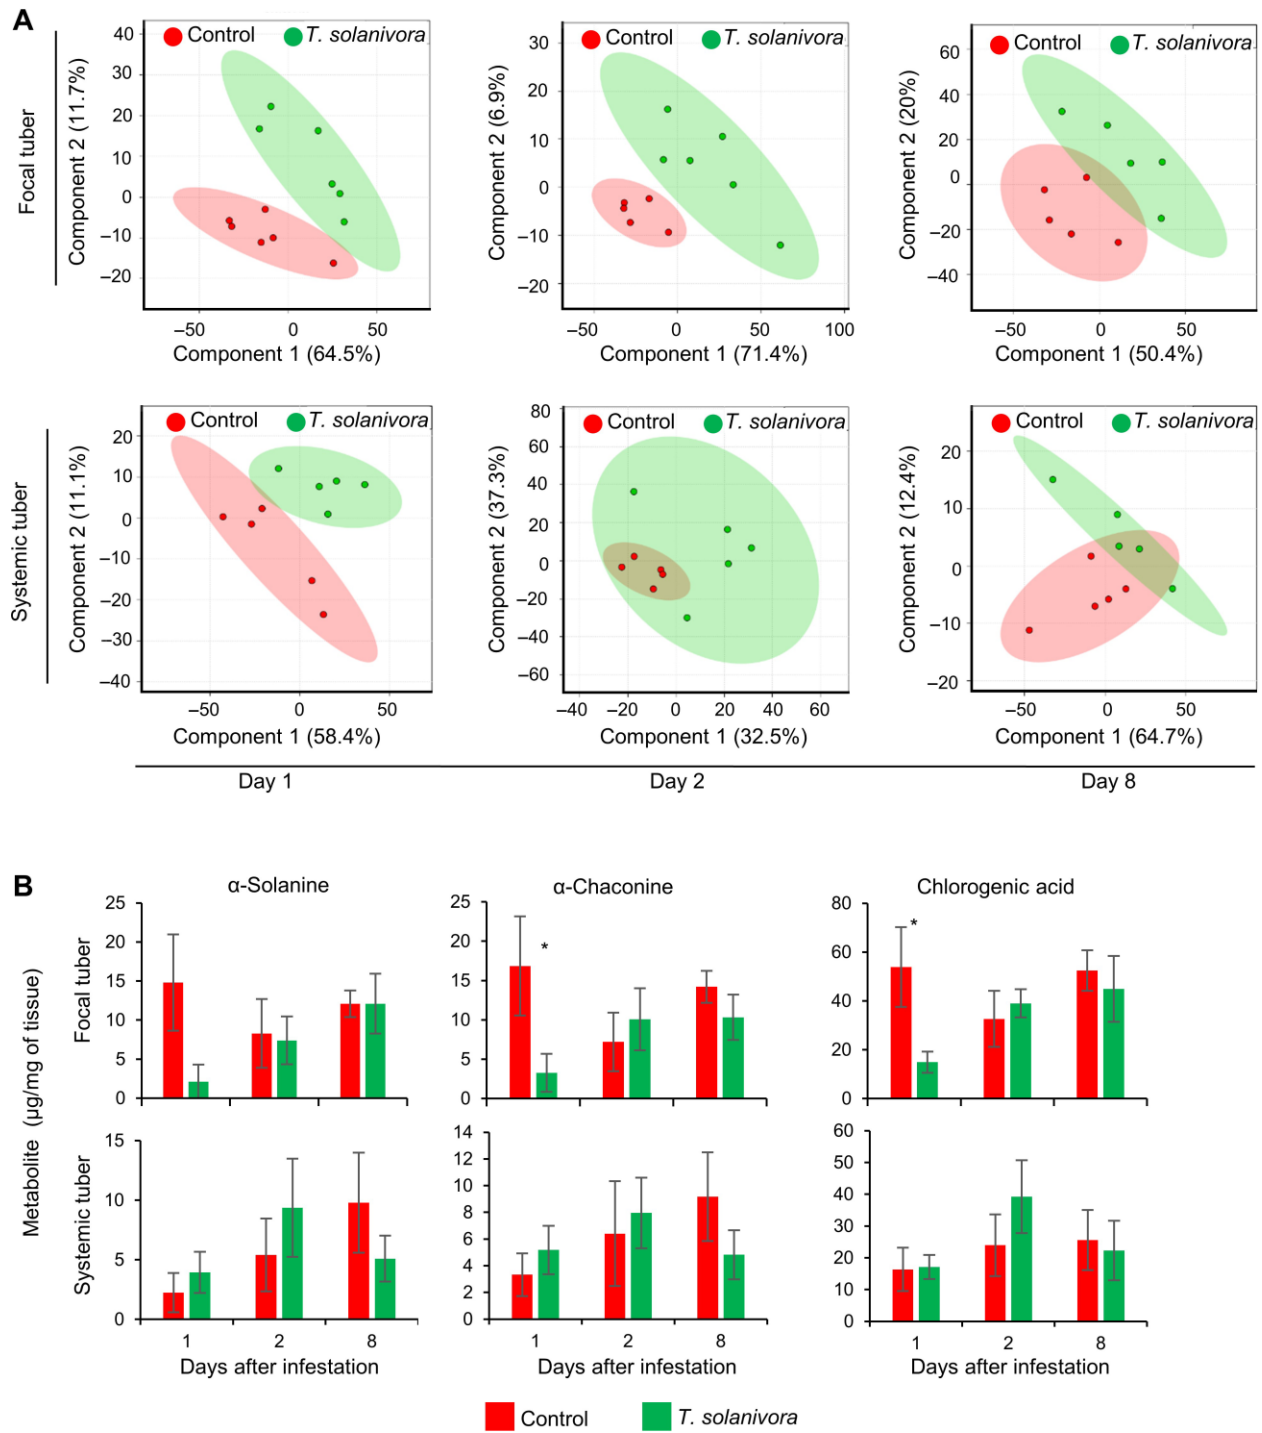 A
Focal tuber
Control T. solanivora
Component 2 (11.7%)
40
30
20
10
0
–10
–20
–50 0 50
Component 1 (64.5%)
Control T. solanivora
Component 2 (6.9%)
30
20
10
0
–10
–20
–50 0 50 100
Component 1 (71.4%)
Control T. solanivora
Component 2 (20%)
60
40
20
0
–20
–40
–50 0 50
Component 1 (50.4%)
Systemic tuber
Control T. solanivora
Component 2 (11.1%)
20
10
0
–10
–20
–30
–40
–50 0 50
Component 1 (58.4%)
Control T. solanivora
Component 2 (37.3%)
80
60
40
20
0
–20
–40
–60
–40 –20 0 20 40 60
Component 1 (32.5%)
Control T. solanivora
Component 2 (12.4%)
20
10
0
–10
–20
–50 0 50
Component 1 (64.7%)
Day 1 Day 2 Day 8
B
Metabolite (µg/mg of tissue)
Focal tuber
α-Solanine
25
20
15
10
5
0
α-Chaconine
25
20
15
10
5
0
*
Chlorogenic acid
80
60
40
20
0
*
Systemic tuber
15
10
5
0
1 2 8
Days after infestation
14
12
10
8
6
4
2
0
1 2 8
Days after infestation
60
50
40
30
20
10
0
1 2 8
Days after infestation
Control T. solanivora